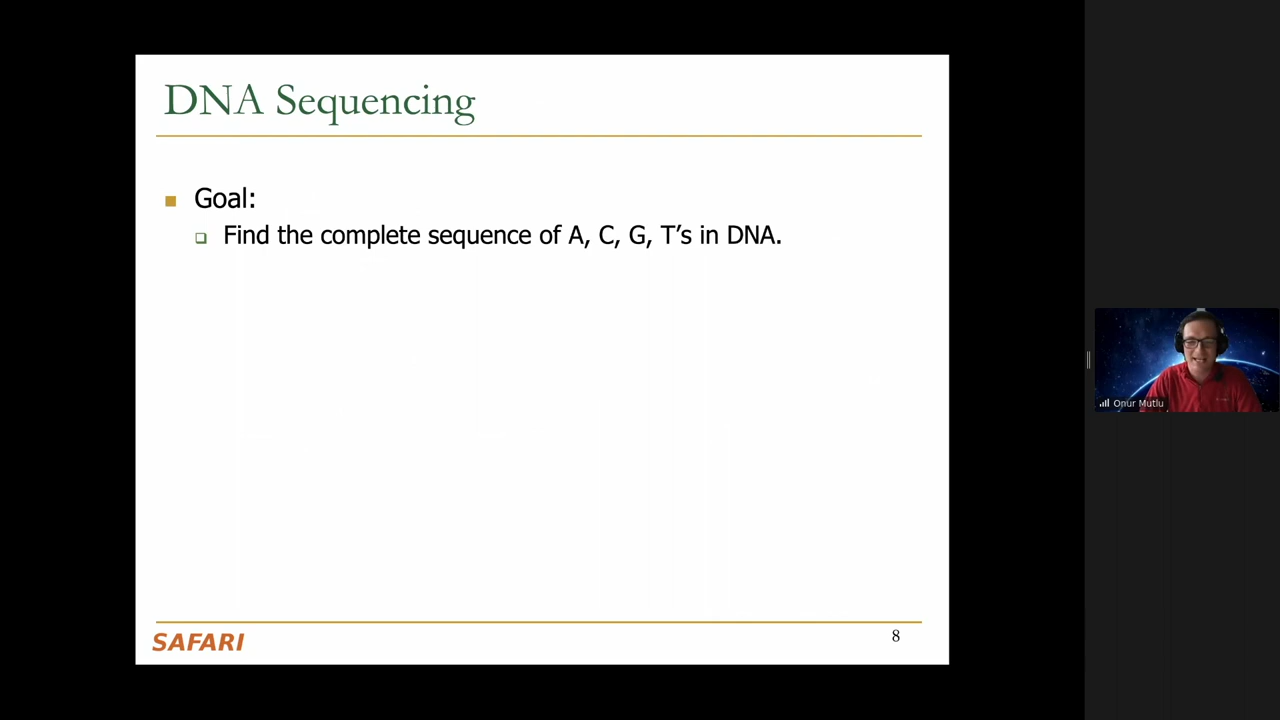 DNA Sequencing
Goal:
Find the complete sequence of A, C, G, T’s in DNA.
SAFARI
8
Onur Mutlu